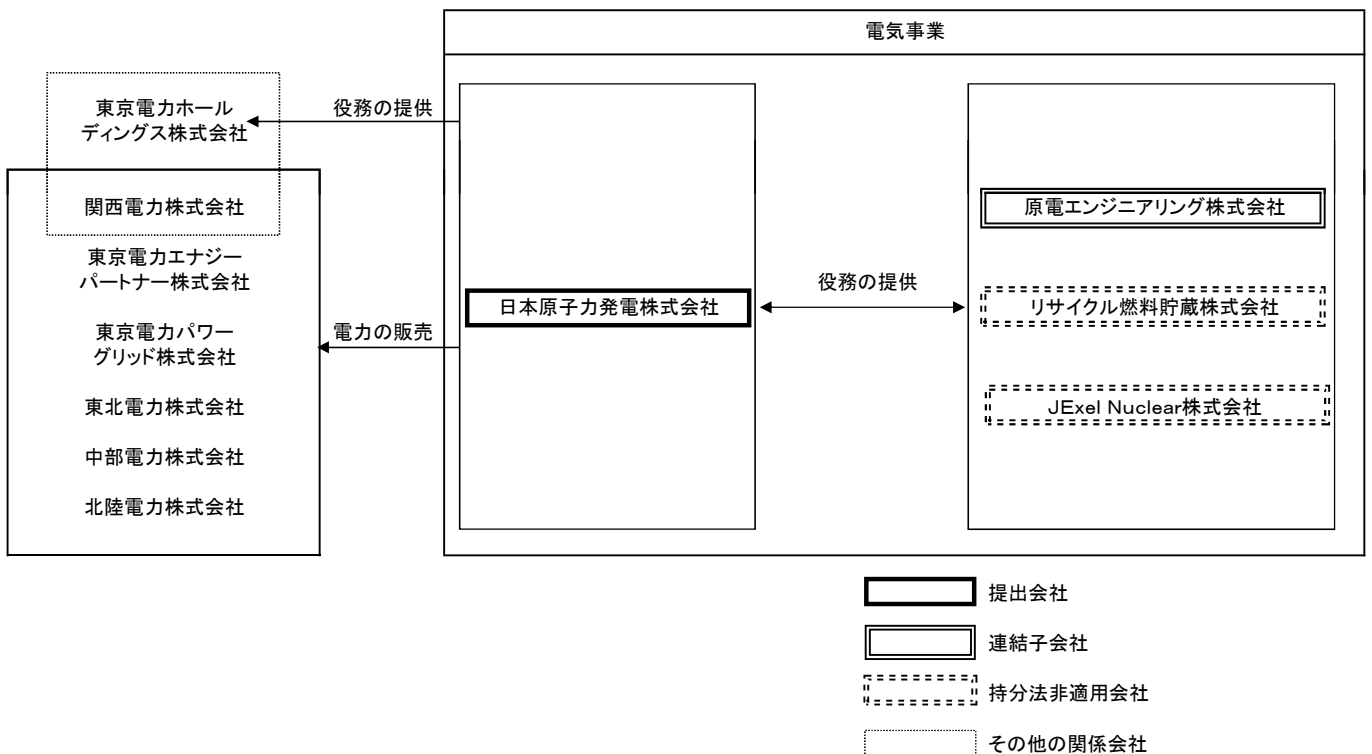 電気事業
東京電力ホール
ディングス株式会社
役務の提供
関西電力株式会社
東京電力エナジー
パートナー株式会社
東京電力パワー
グリッド株式会社
東北電力株式会社
中部電力株式会社
北陸電力株式会社
電力の販売
日本原子力発電株式会社
役務の提供
原電エンジニアリング株式会社
リサイクル燃料貯蔵株式会社
JExel Nuclear株式会社
提出会社
連結子会社
持分法非適用会社
その他の関係会社